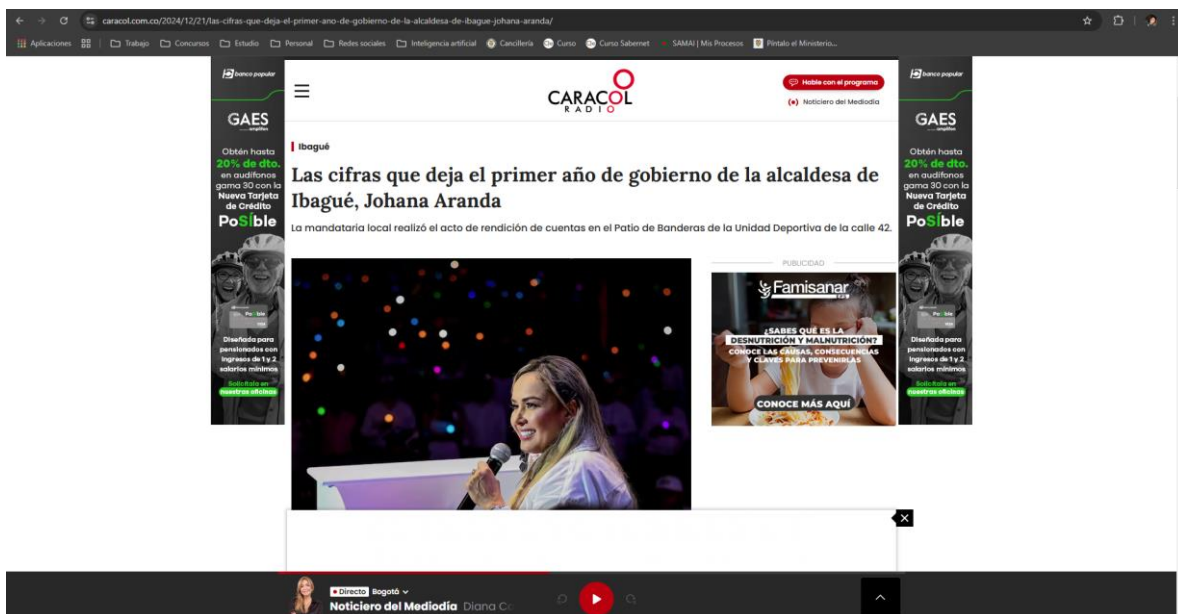 caracol.com.co/2024/12/21/las-cifras-que-deja-el-primer-ano-de-gobierno-de-la-alcaldesa-de-ibague-johana-aranda/
Aplicaciones Trabajo Concursos Estudio Personal Redes sociales Inteligencia artificial Cancillería Curso Curso Sabernet SAMAI | Mis Procesos Píntalo el Ministerio...
banco popular
GAES
amplifon
Obtén hasta
20% de dto.
en audífonos
gama 30 con la
Nueva Tarjeta
de Crédito
PoSÍble
Diseñada para
pensionados con
ingresos de 1 y 2
salarios mínimos
Solicítala en
nuestras oficinas
CARACOL
RADIO
Hable con el programa
Noticiero del Mediodía
Ibagué
Las cifras que deja el primer año de gobierno de la alcaldesa de
Ibagué, Johana Aranda
La mandataria local realizó el acto de rendición de cuentas en el Patio de Banderas de la Unidad Deportiva de la calle 42.
PUBLICIDAD
Famisanar
EPS
¿SABES QUÉ ES LA
DESNUTRICIÓN Y MALNUTRICIÓN?
CONOCE LAS CAUSAS, CONSECUENCIAS
Y CLAVES PARA PREVENIRLAS
CONOCE MÁS AQUÍ
banco popular
GAES
amplifon
Obtén hasta
20% de dto.
en audífonos
gama 30 con la
Nueva Tarjeta
de Crédito
PoSÍble
Diseñada para
pensionados con
ingresos de 1 y 2
salarios mínimos
Solicítala en
nuestras oficinas
Directo Bogotá
Noticiero del Mediodía Diana